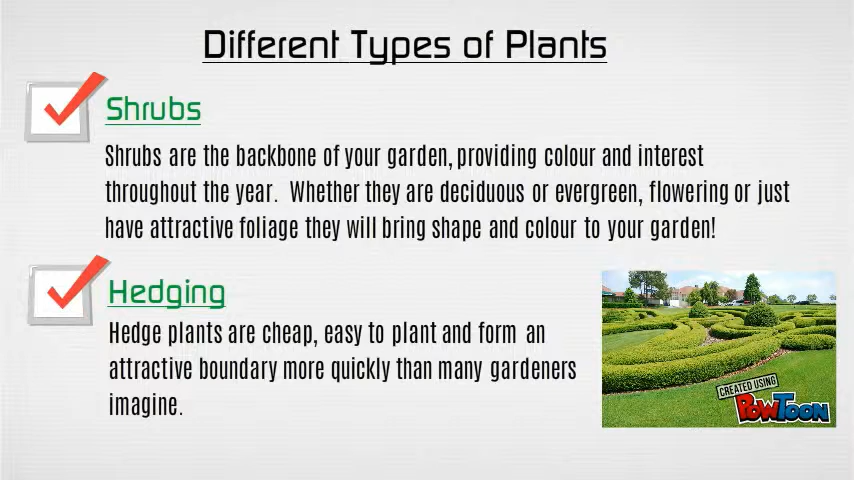 Different Types of Plants
Shrubs
Shrubs are the backbone of your garden, providing colour and interest
throughout the year. Whether they are deciduous or evergreen, flowering or just
have attractive foliage they will bring shape and colour to your garden!
Hedging
Hedge plants are cheap, easy to plant and form an
attractive boundary more quickly than many gardeners
imagine.
CREATED USING
POWTOON